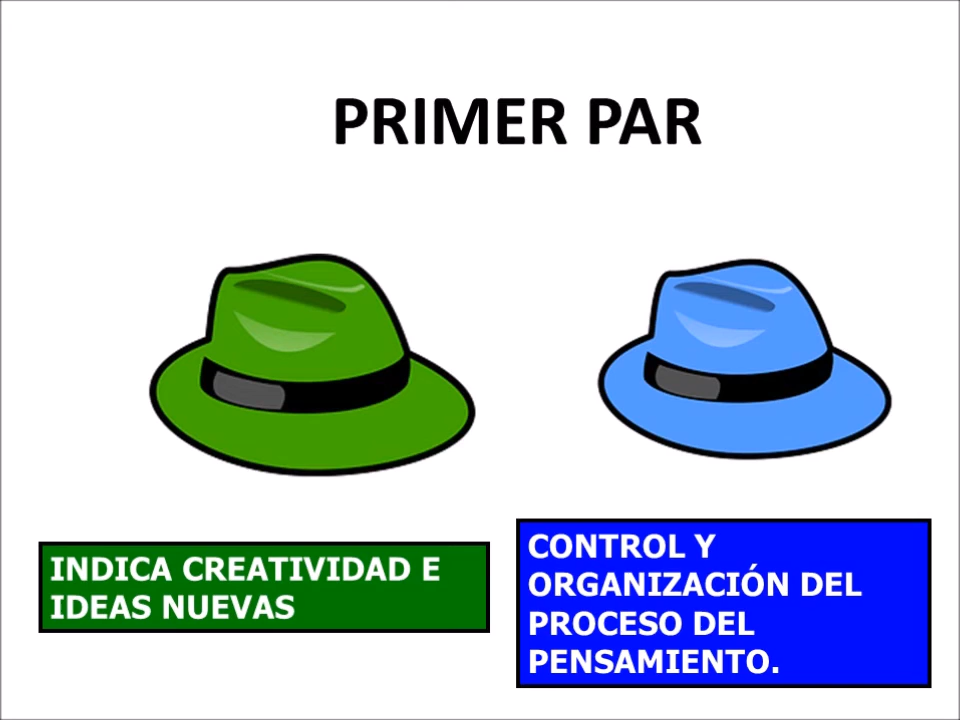 PRIMER PAR
INDICA CREATIVIDAD E
IDEAS NUEVAS
CONTROL Y
ORGANIZACIÓN DEL
PROCESO DEL
PENSAMIENTO.